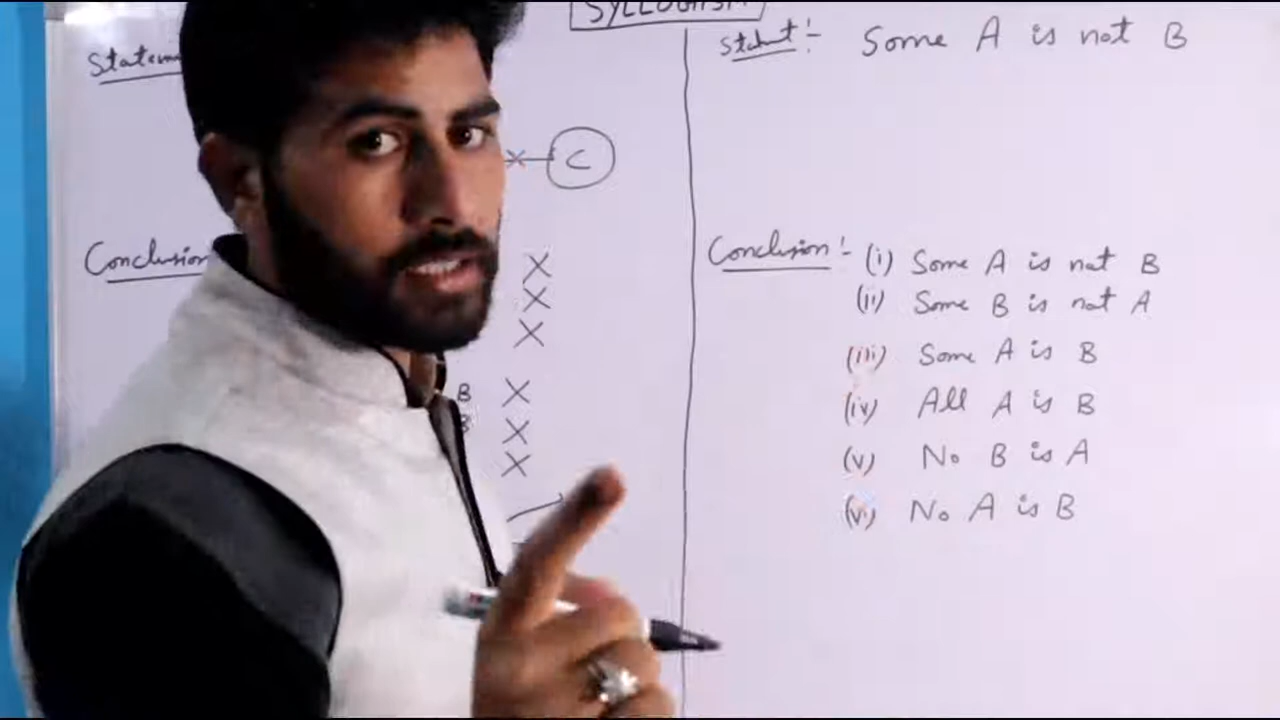 SYLLOGISM
Statem
C
Conclusion
X
X
X
B X
B X
X
Statmt :- Some A is not B
Conclusion :- (i) Some A is not B
(ii) Some B is not A
(iii) Some A is B
(iv) All A is B
(v) No B is A
(vi) No A is B